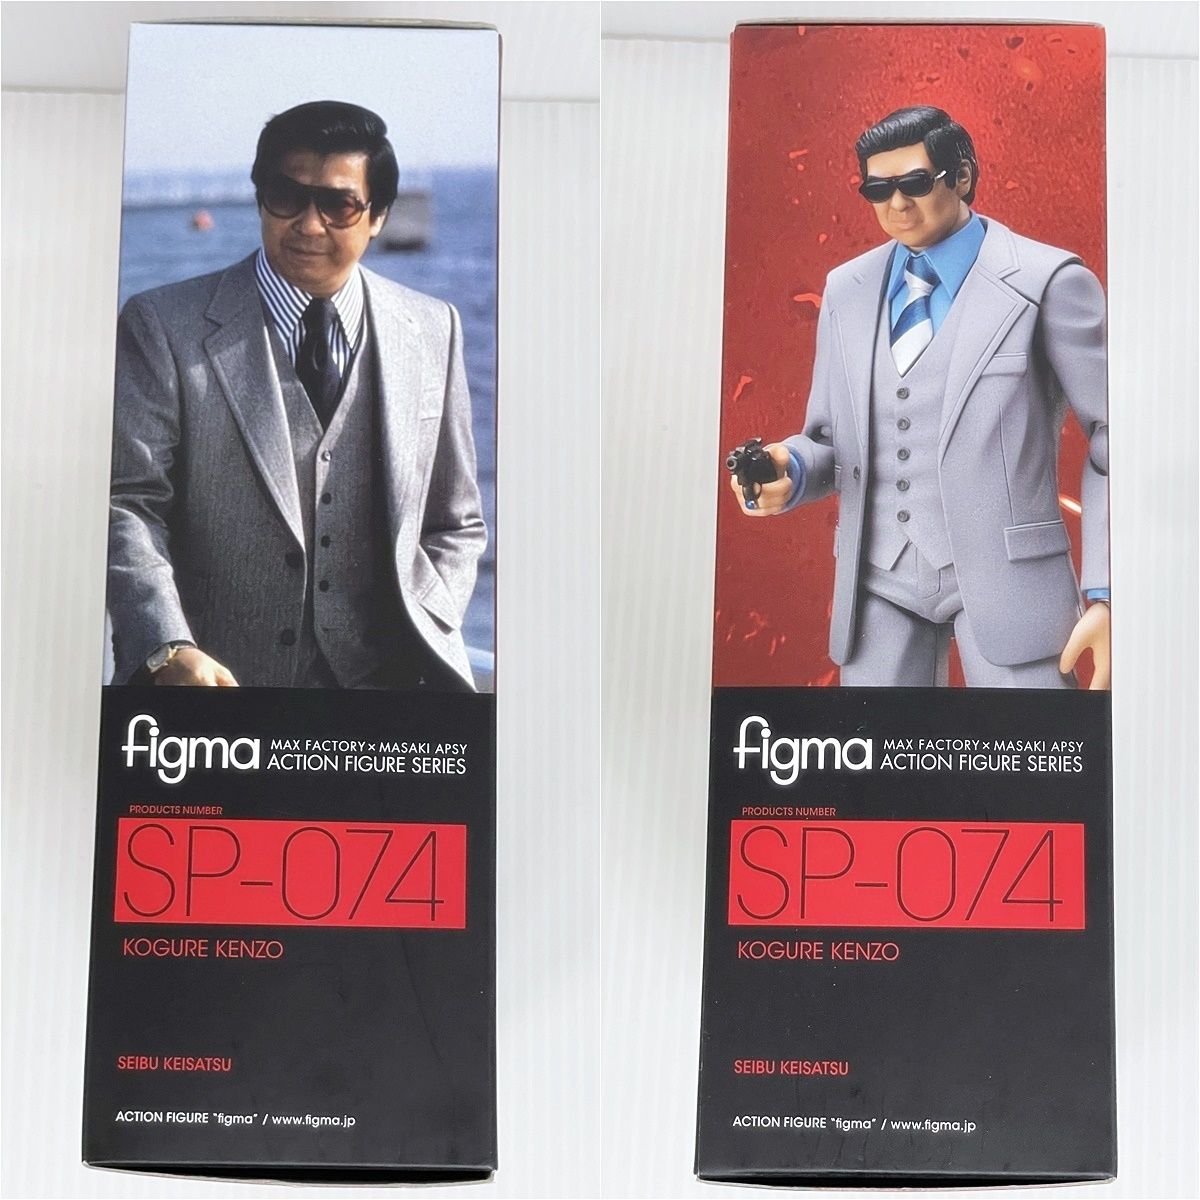 figma MAX FACTORY × MASAKI APSY
ACTION FIGURE SERIES
PRODUCTS NUMBER
SP-074
KOGURE KENZO
SEIBU KEISATSU
ACTION FIGURE "figma" / www.figma.jp
figma MAX FACTORY × MASAKI APSY
ACTION FIGURE SERIES
PRODUCTS NUMBER
SP-074
KOGURE KENZO
SEIBU KEISATSU
ACTION FIGURE "figma" / www.figma.jp